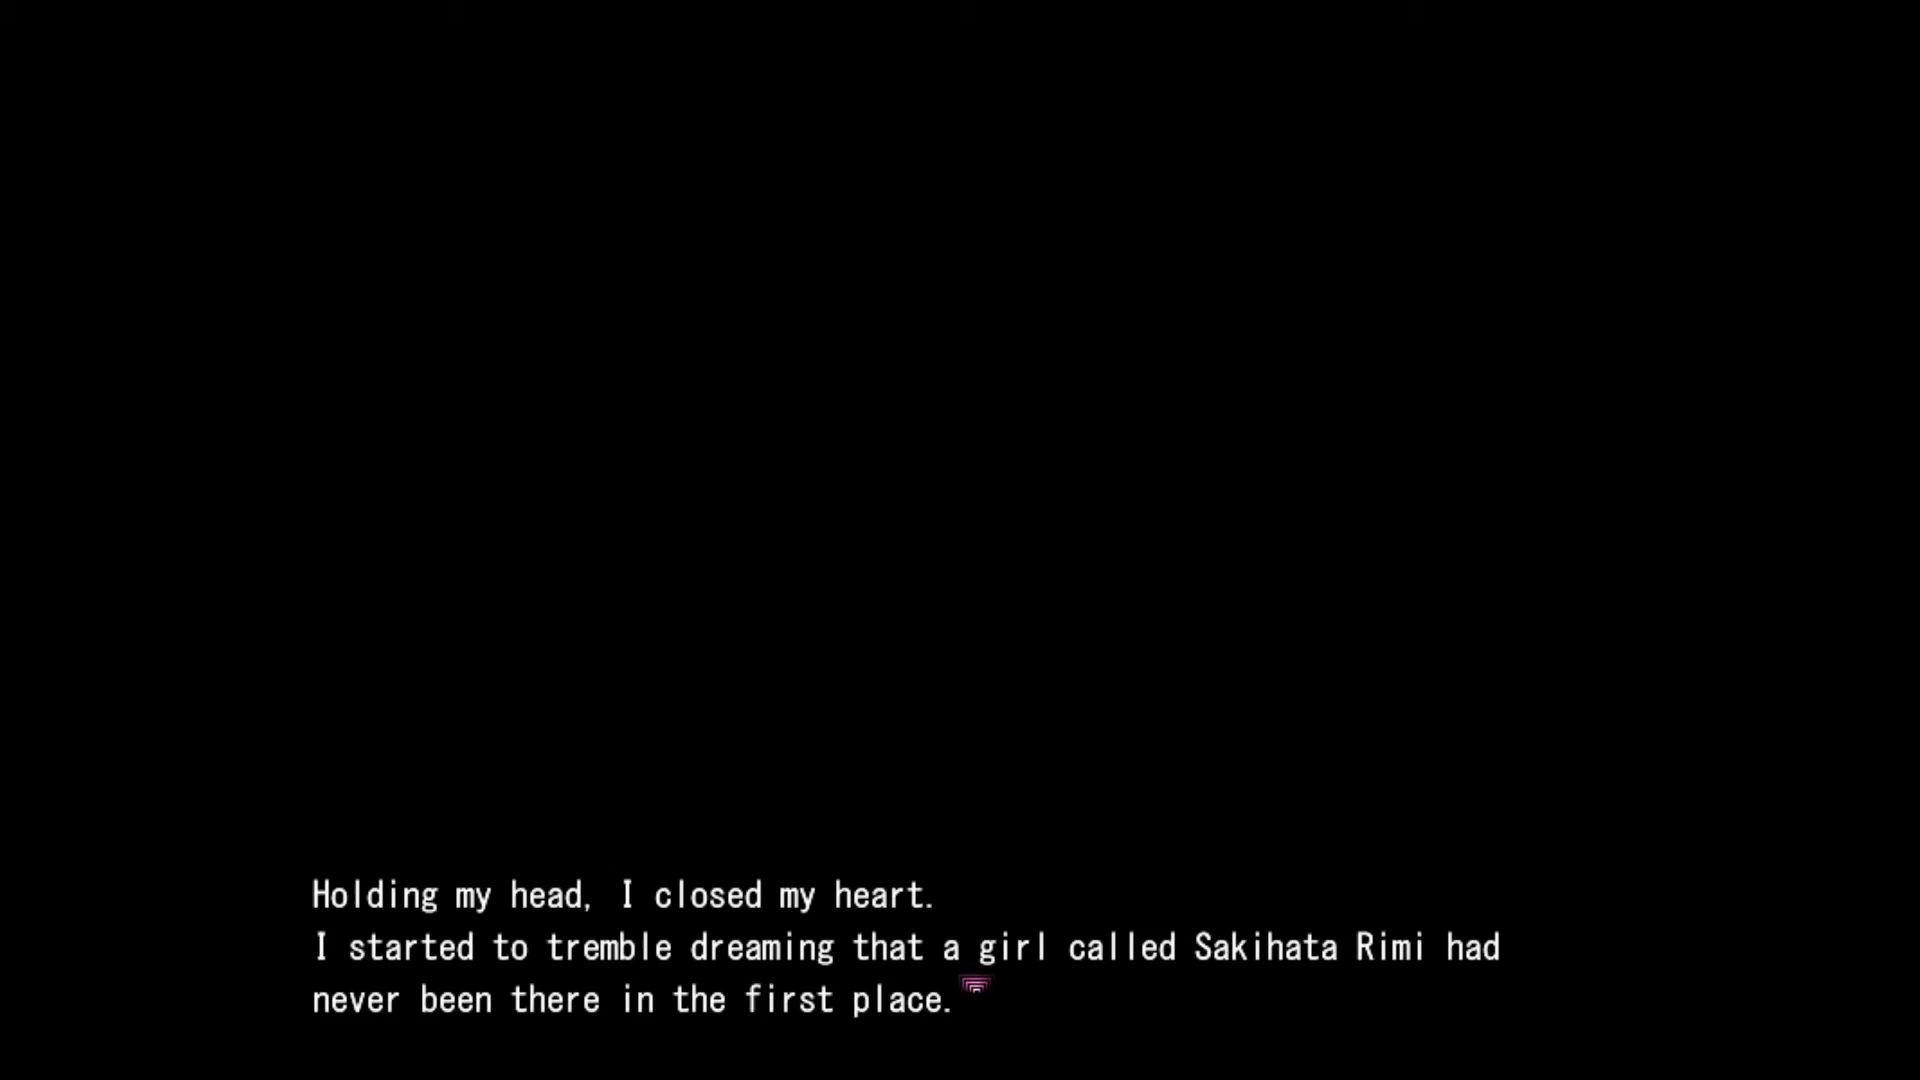 Holding my head, I closed my heart.
I started to tremble dreaming that a girl called Sakihata Rimi had
never been there in the first place.